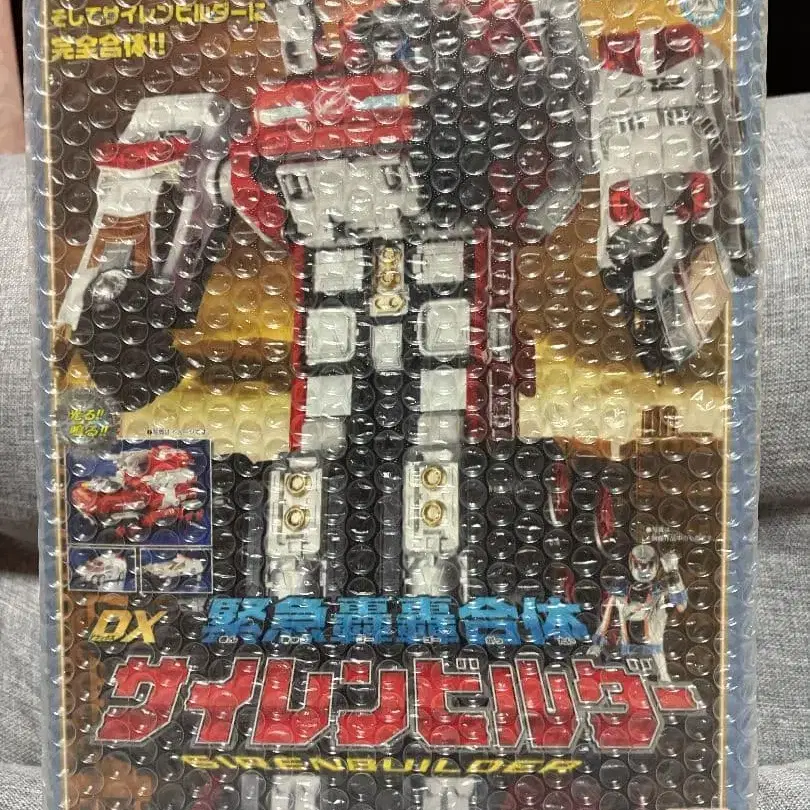 そしてサイレンビルダーに
完全合体!!
光る!!
鳴る!!
緊急轟轟合体
DX
サイレンビルダー
SIRENBUILDER